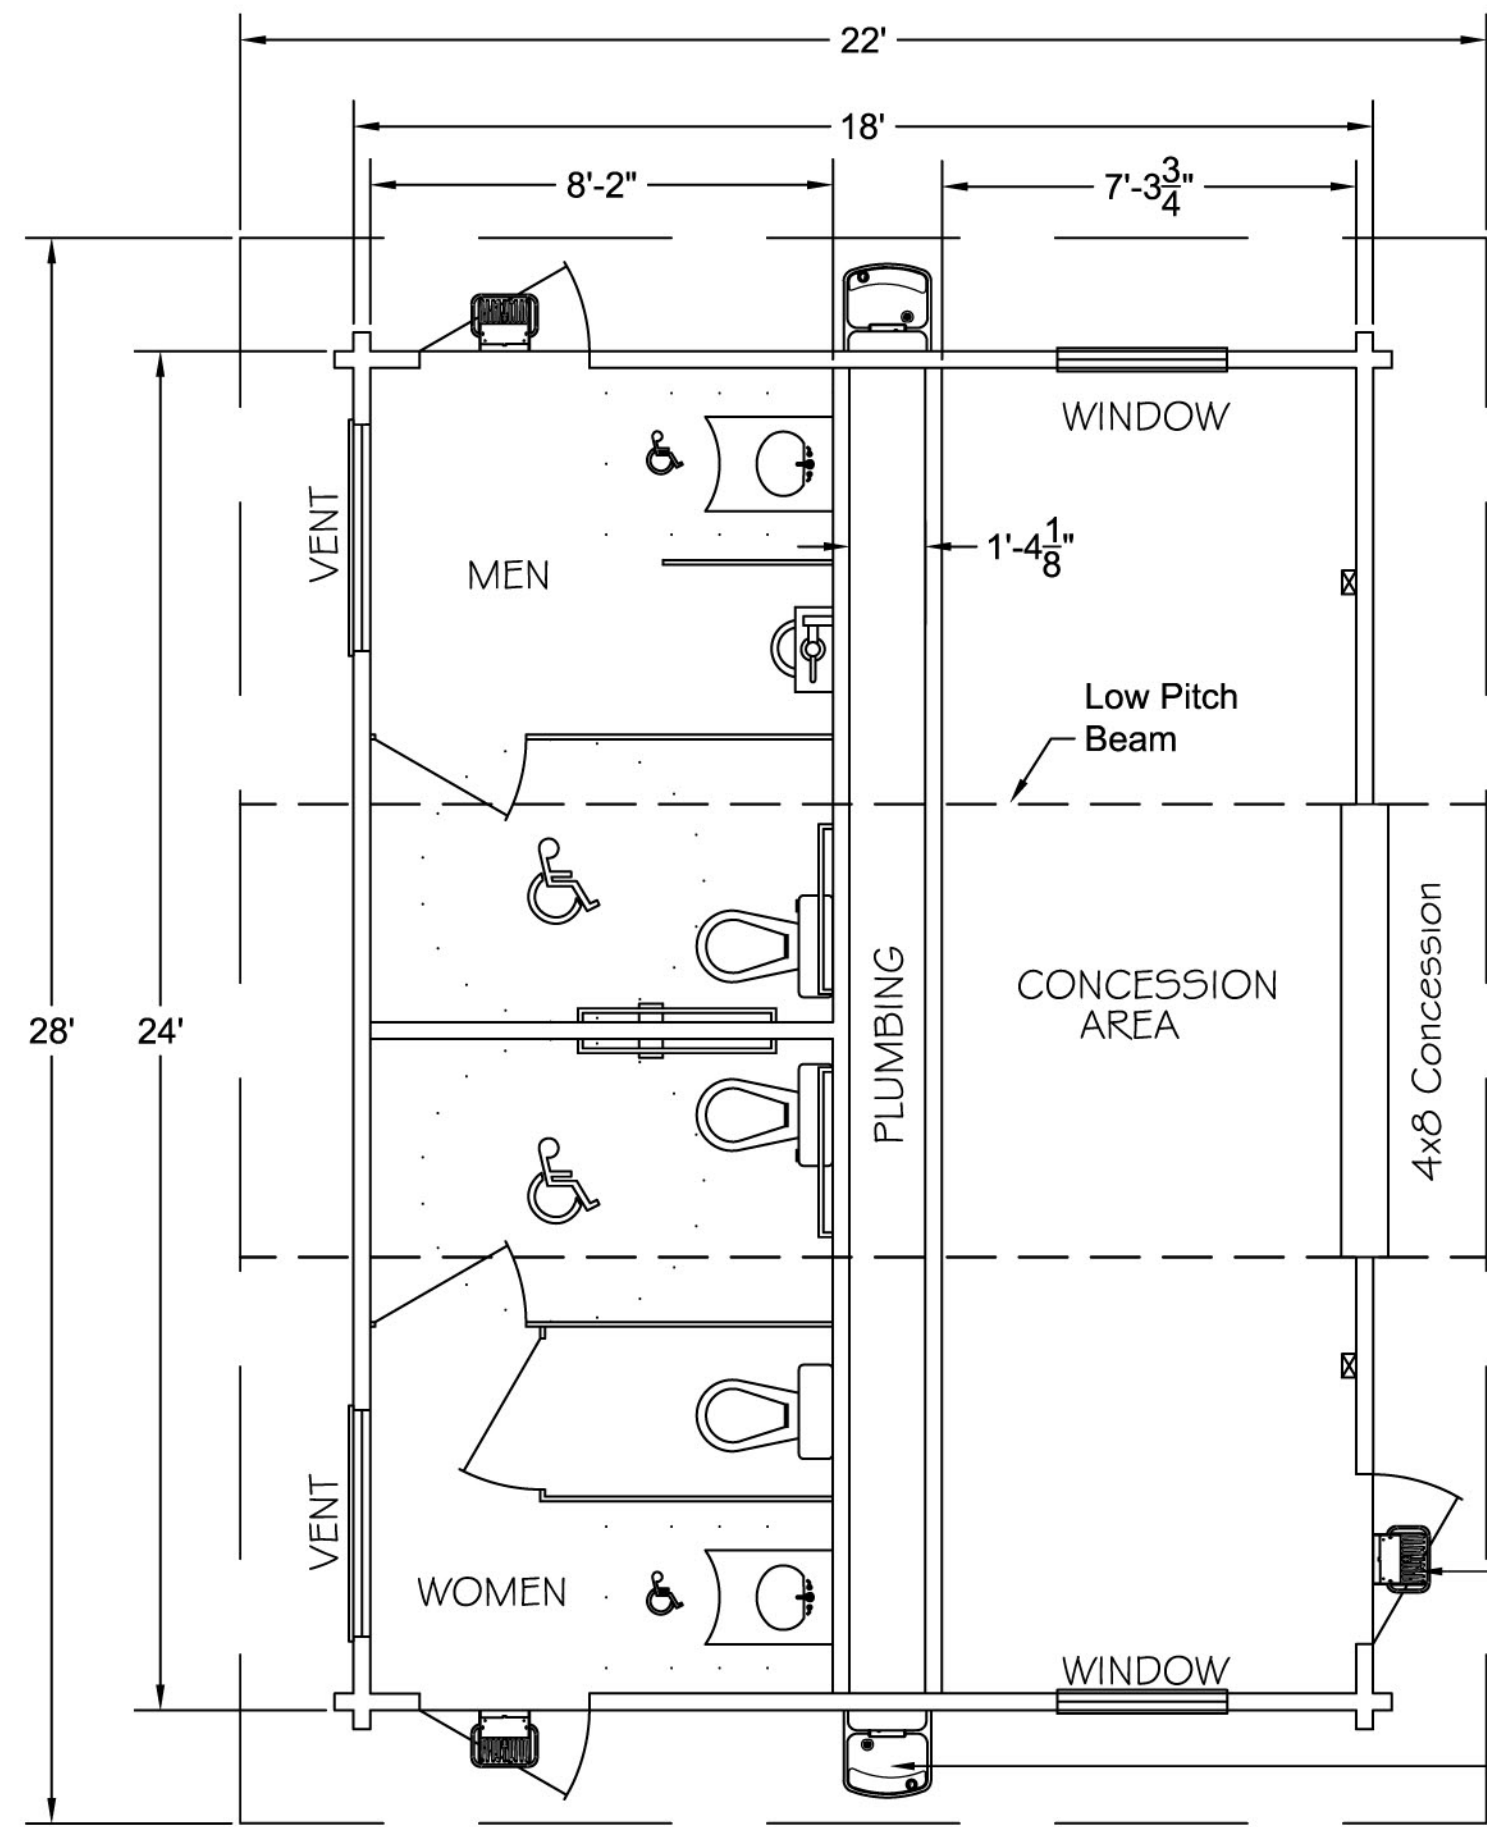 22'
18'
8'-2"
7'-3 3/4"
WINDOW
VENT
MEN
1'-4 1/8"
Low Pitch
Beam
PLUMBING
CONCESSION
AREA
4x8 Concession
28'
24'
VENT
WOMEN
WINDOW